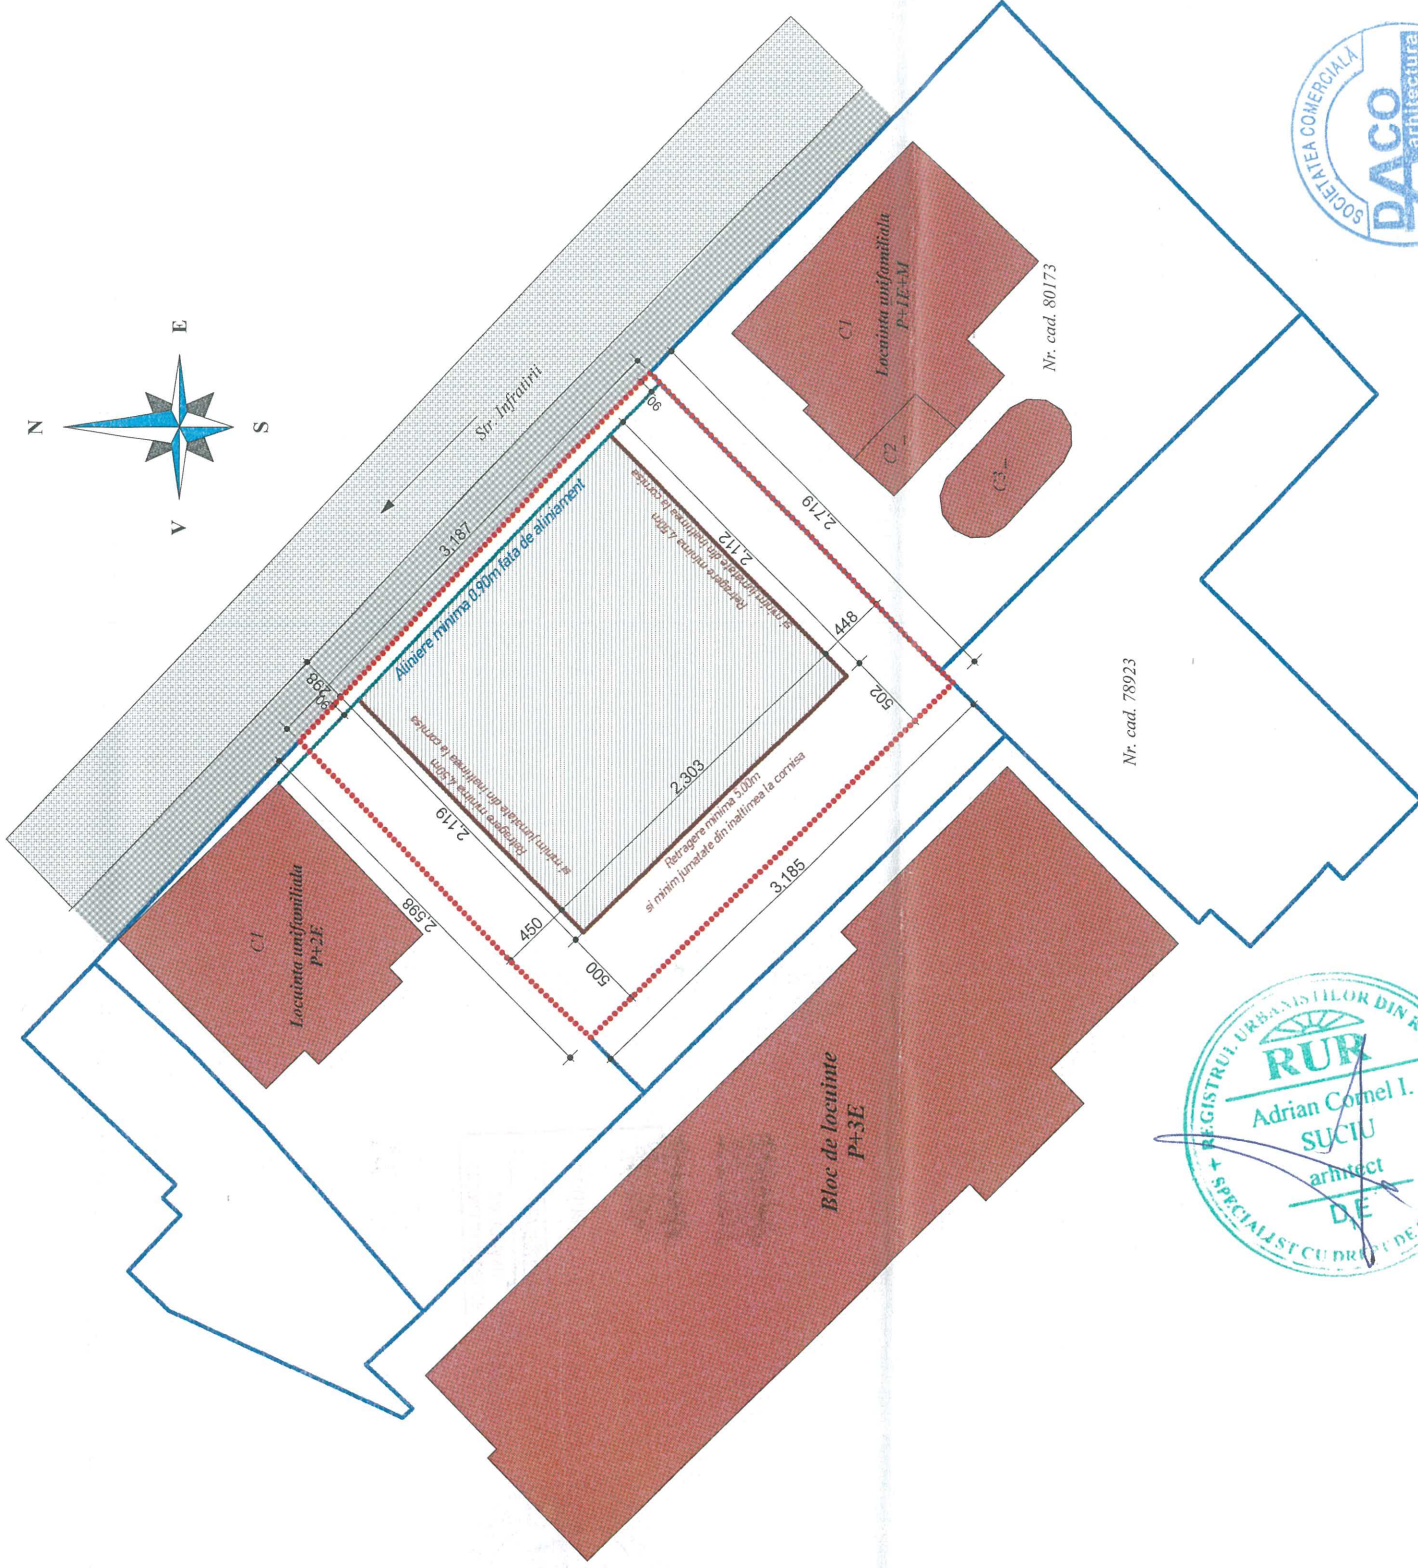 N
V
E
S
SOCIETATEA COMERCIALĂ
DACO
arhitectura
Str. Infratirii
C1
Locuinta unifamiliala
P+1E+M
C2
C3
Nr. cad. 80173
90
3,187
Aliniere minima 0.90m fata de aliniament
298
90
Retragere minima 4.50m
si minim jumatate din inaltimea la cornisa
2,112
2,719
448
502
Retragere minima 4.50m
si minim jumatate din inaltimea la cornisa
2,119
2,303
C1
Locuinta unifamiliala
P+2E
2,598
450
500
Retragere minima 5.00m
si minim jumatate din inaltimea la cornisa
3,185
Nr. cad. 78923
Bloc de locuinte
P+3E
REGISTRUL URBANISTILOR DIN
RUR
Adrian Cornel I.
SUCIU
arhitect
D,E
SPECIALIST CU DREPT DE